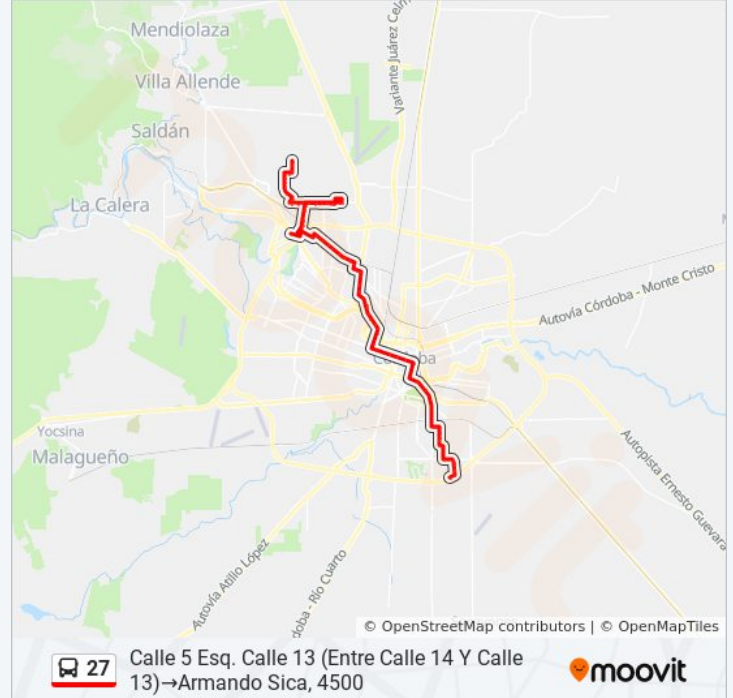 Mendiolaza
Variante Juárez Celm
Villa Allende
Saldán
La Calera
Autovía Córdoba - Monte Cristo
Córdoba
Yocsina
Malagueño
Autopista Ernesto Guevara
Autovía Atilio López
doba - Río Cuarto
© OpenStreetMap contributors | © OpenMapTiles
27
Calle 5 Esq. Calle 13 (Entre Calle 14 Y Calle
13)→Armando Sica, 4500
moovit